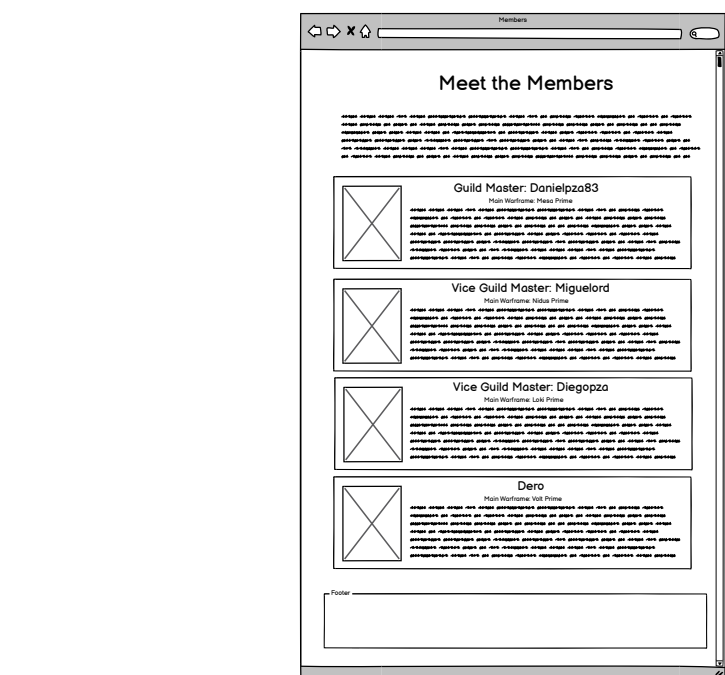 Members
Meet the Members
Guild Master: Danielpza83
Main Warframe: Mesa Prime
Vice Guild Master: Miguelord
Main Warframe: Nidus Prime
Vice Guild Master: Diegopza
Main Warframe: Loki Prime
Dero
Main Warframe: Volt Prime
Footer